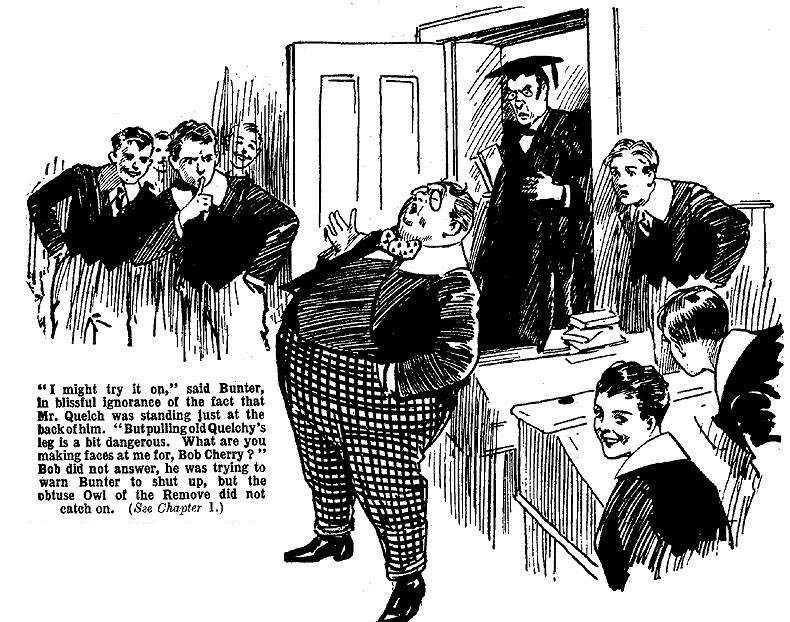 "I might try it on," said Bunter,
in blissful ignorance of the fact that
Mr. Quelch was standing just at the
back of him. "But pulling old Quelchy's
leg is a bit dangerous. What are you
making faces at me for, Bob Cherry?"
Bob did not answer, he was trying to
warn Bunter to shut up, but the
obtuse Owl of the Remove did not
catch on. (See Chapter 1.)